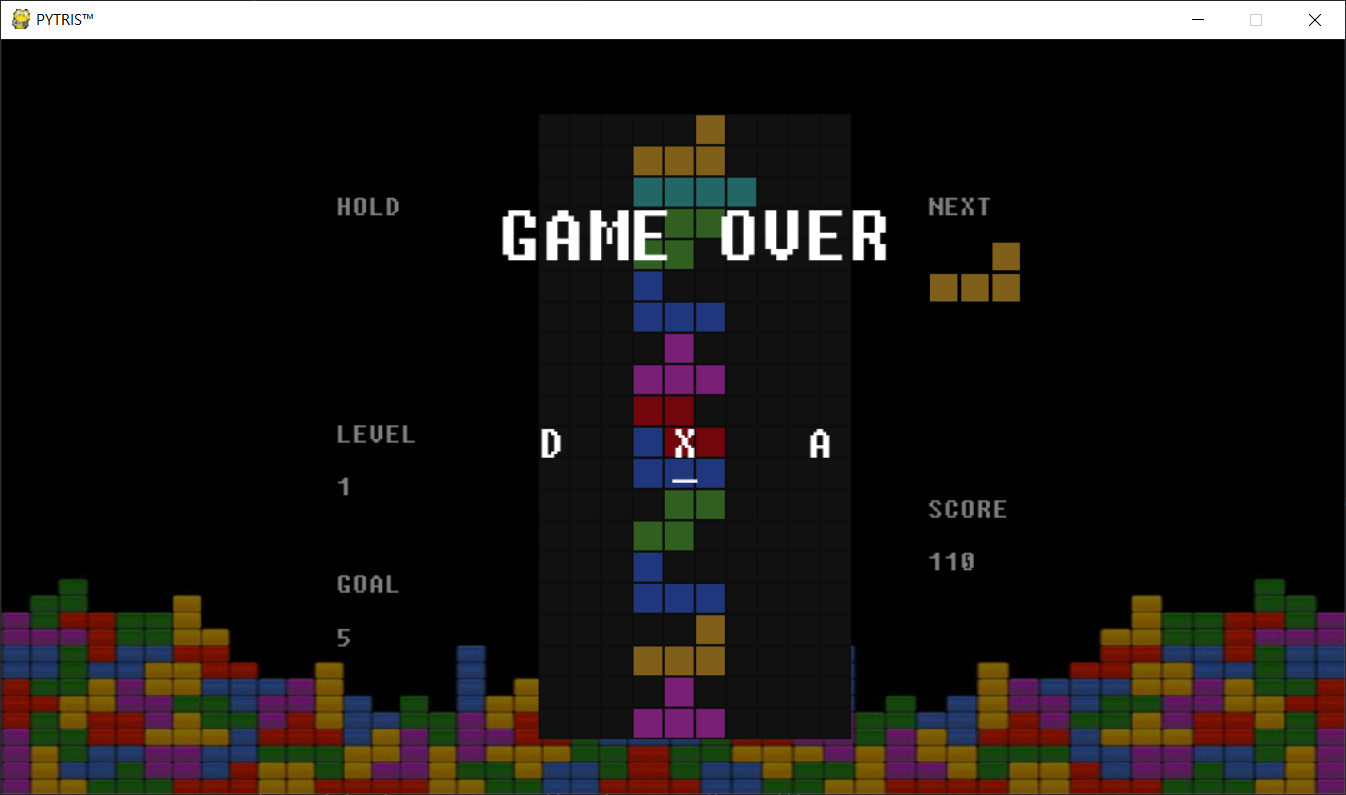 PYTRIS™
HOLD
NEXT
GAME OVER
LEVEL
1
D X A
_
SCORE
110
GOAL
5